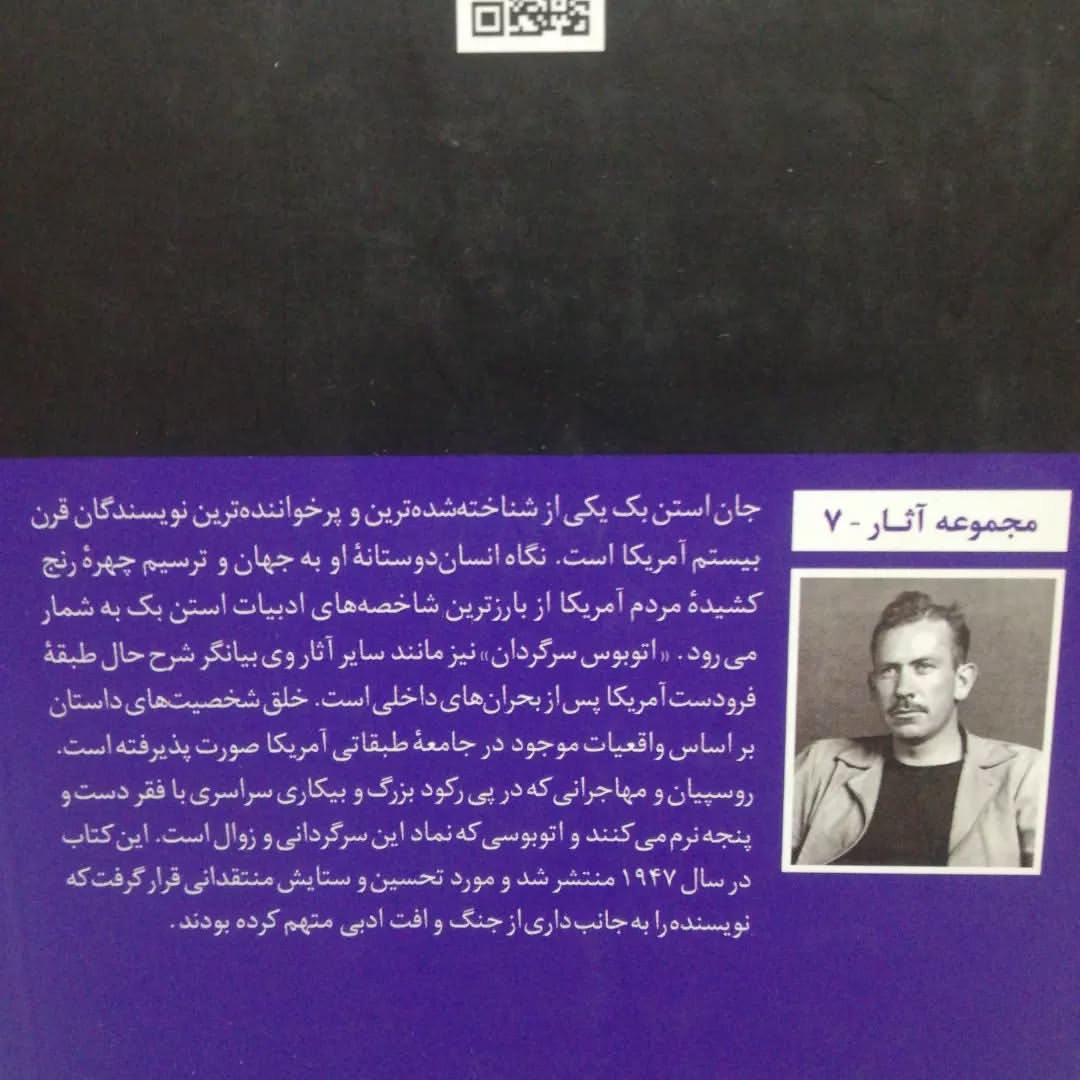 مجموعه آثار - ۷
جان استن بک یکی از شناخته‌شده‌ترین و پرخواننده‌ترین نویسندگان قرن
بیستم آمریکا است. نگاه انسان‌دوستانهٔ او به جهان و ترسیم چهرهٔ رنج
کشیدهٔ مردم آمریکا از بارزترین شاخصه‌های ادبیات استن بک به شمار
می رود. «اتوبوس سرگردان» نیز مانند سایر آثار وی بیانگر شرح حال طبقهٔ
فرودست آمریکا پس از بحران‌های داخلی است. خلق شخصیت‌های داستان
بر اساس واقعیات موجود در جامعهٔ طبقاتی آمریکا صورت پذیرفته است.
روسپیان و مهاجرانی که در پی رکود بزرگ و بیکاری سراسری با فقر دست و
پنجه نرم می‌کنند و اتوبوسی که نماد این سرگردانی و زوال است. این کتاب
در سال ۱۹۴۷ منتشر شد و مورد تحسین و ستایش منتقدانی قرار گرفت که
نویسنده را به جانب‌داری از جنگ و افت ادبی متهم کرده بودند.